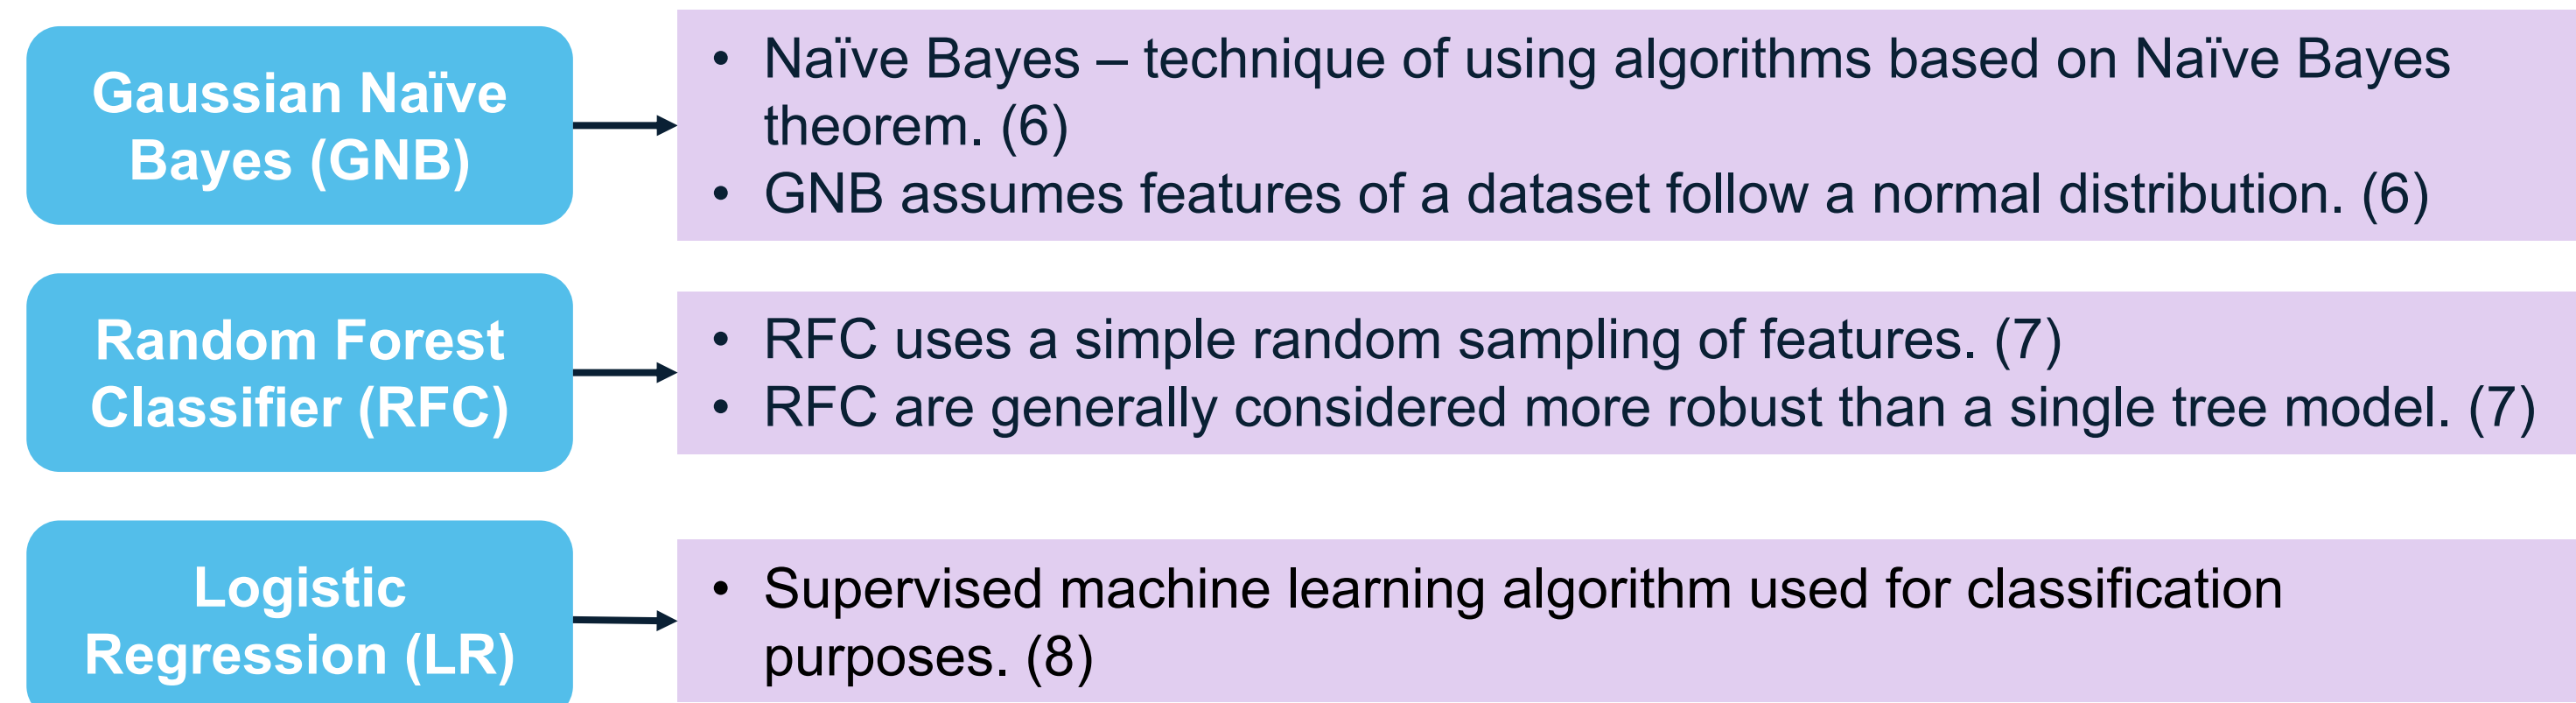 Gaussian Naïve
Bayes (GNB)
• Naïve Bayes – technique of using algorithms based on Naïve Bayes
theorem. (6)
• GNB assumes features of a dataset follow a normal distribution. (6)
Random Forest
Classifier (RFC)
• RFC uses a simple random sampling of features. (7)
• RFC are generally considered more robust than a single tree model. (7)
Logistic
Regression (LR)
• Supervised machine learning algorithm used for classification
purposes. (8)